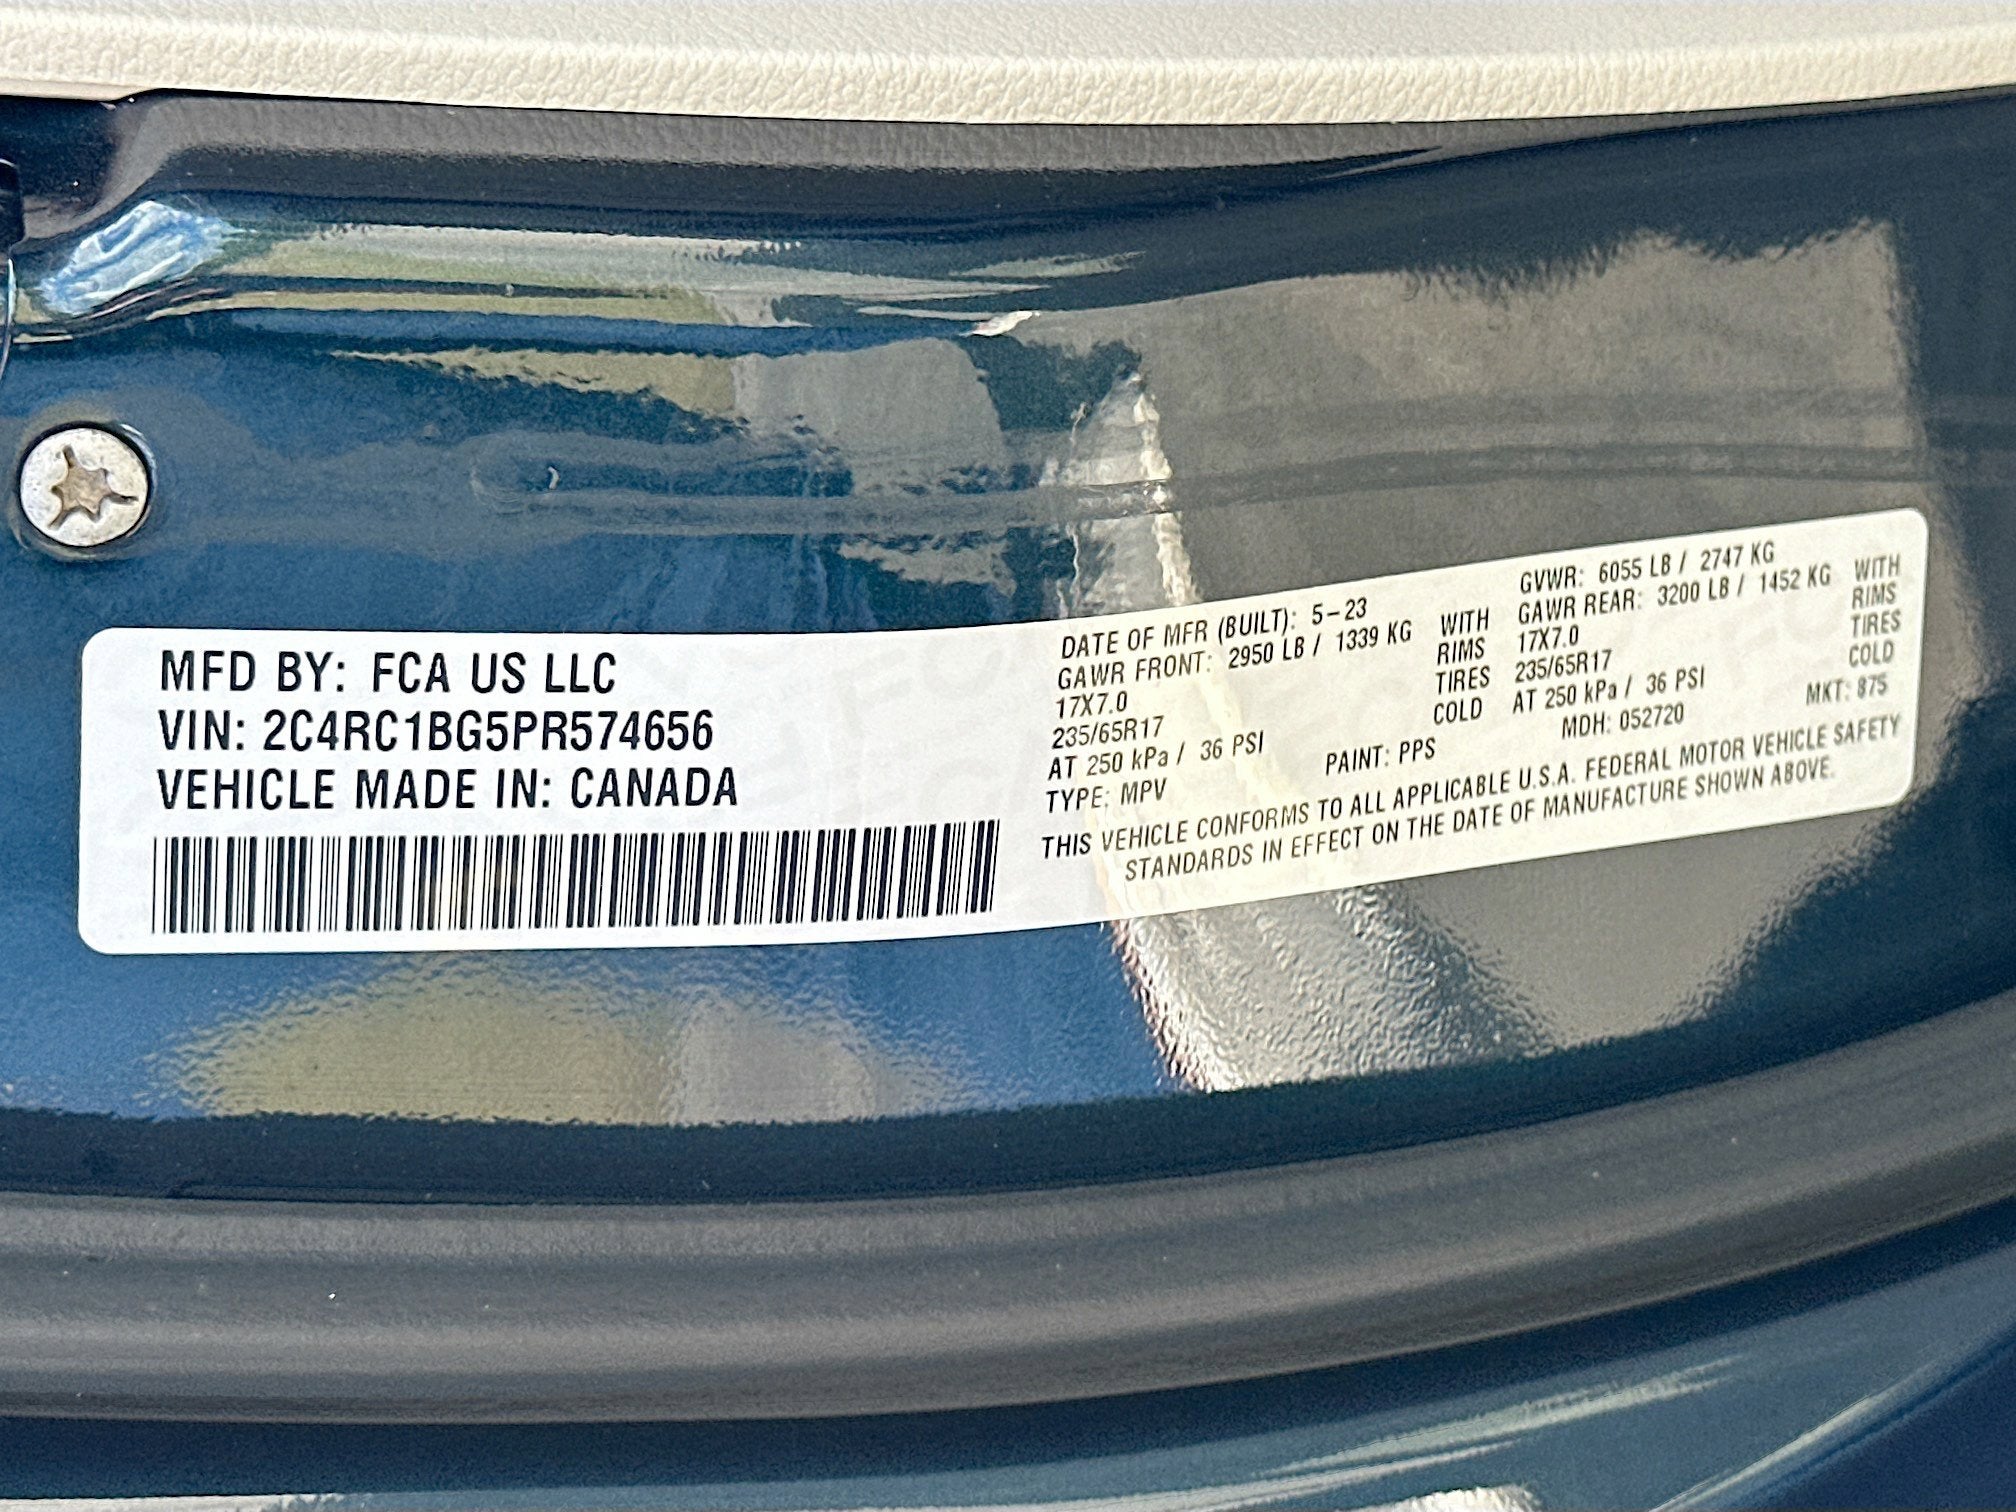 MFD BY: FCA US LLC
VIN: 2C4RC1BG5PR574656
VEHICLE MADE IN: CANADA
DATE OF MFR (BUILT): 5-23 GVWR: 6055 LB / 2747 KG
GAWR FRONT: 2950 LB / 1339 KG WITH GAWR REAR: 3200 LB / 1452 KG WITH
17X7.0 RIMS 17X7.0 RIMS
235/65R17 TIRES 235/65R17 TIRES
AT 250 kPa / 36 PSI COLD AT 250 kPa / 36 PSI COLD
TYPE: MPV PAINT: PPS MDH: 052720 MKT: 875
THIS VEHICLE CONFORMS TO ALL APPLICABLE U.S.A. FEDERAL MOTOR VEHICLE SAFETY
STANDARDS IN EFFECT ON THE DATE OF MANUFACTURE SHOWN ABOVE.